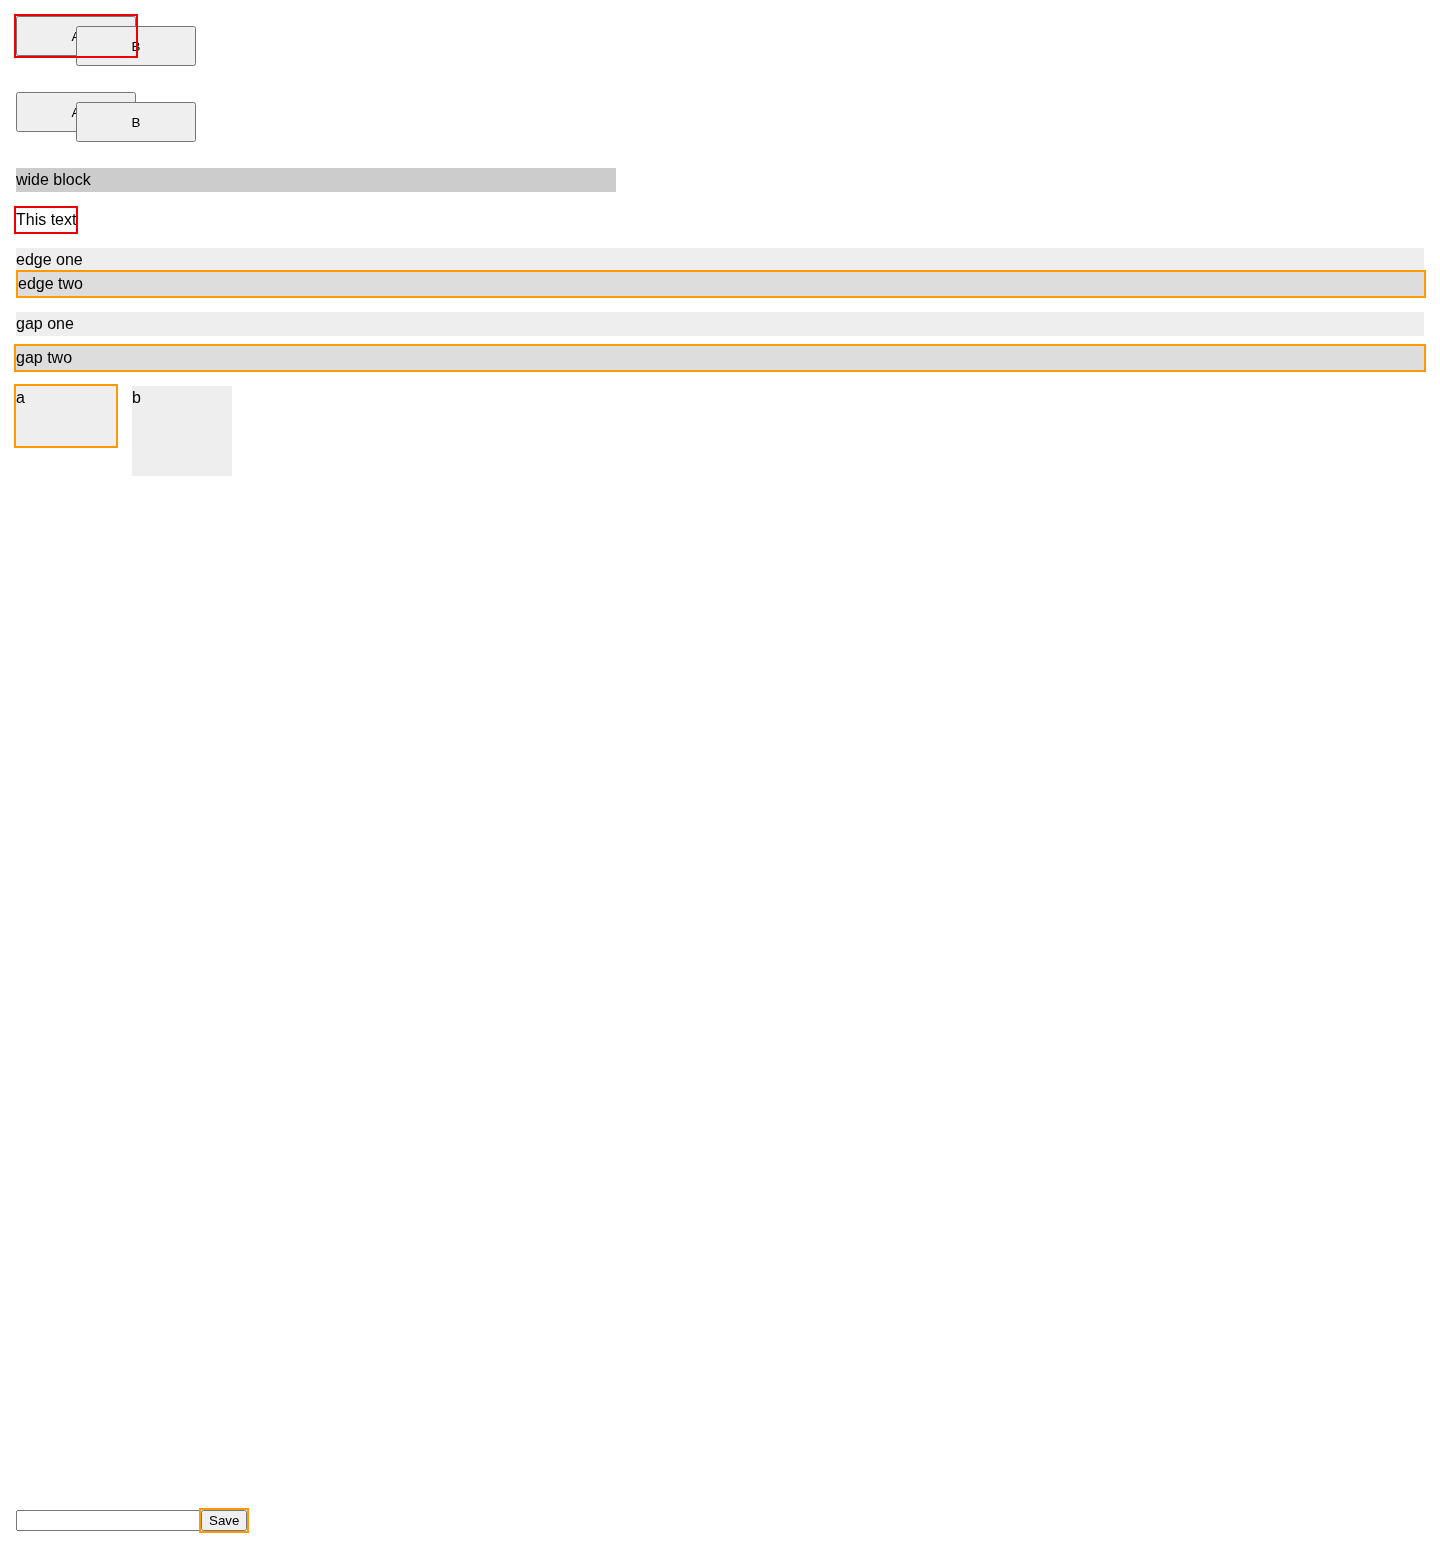 A
B
A
B
wide block
This text
edge one
edge two
gap one
gap two
a b
Save